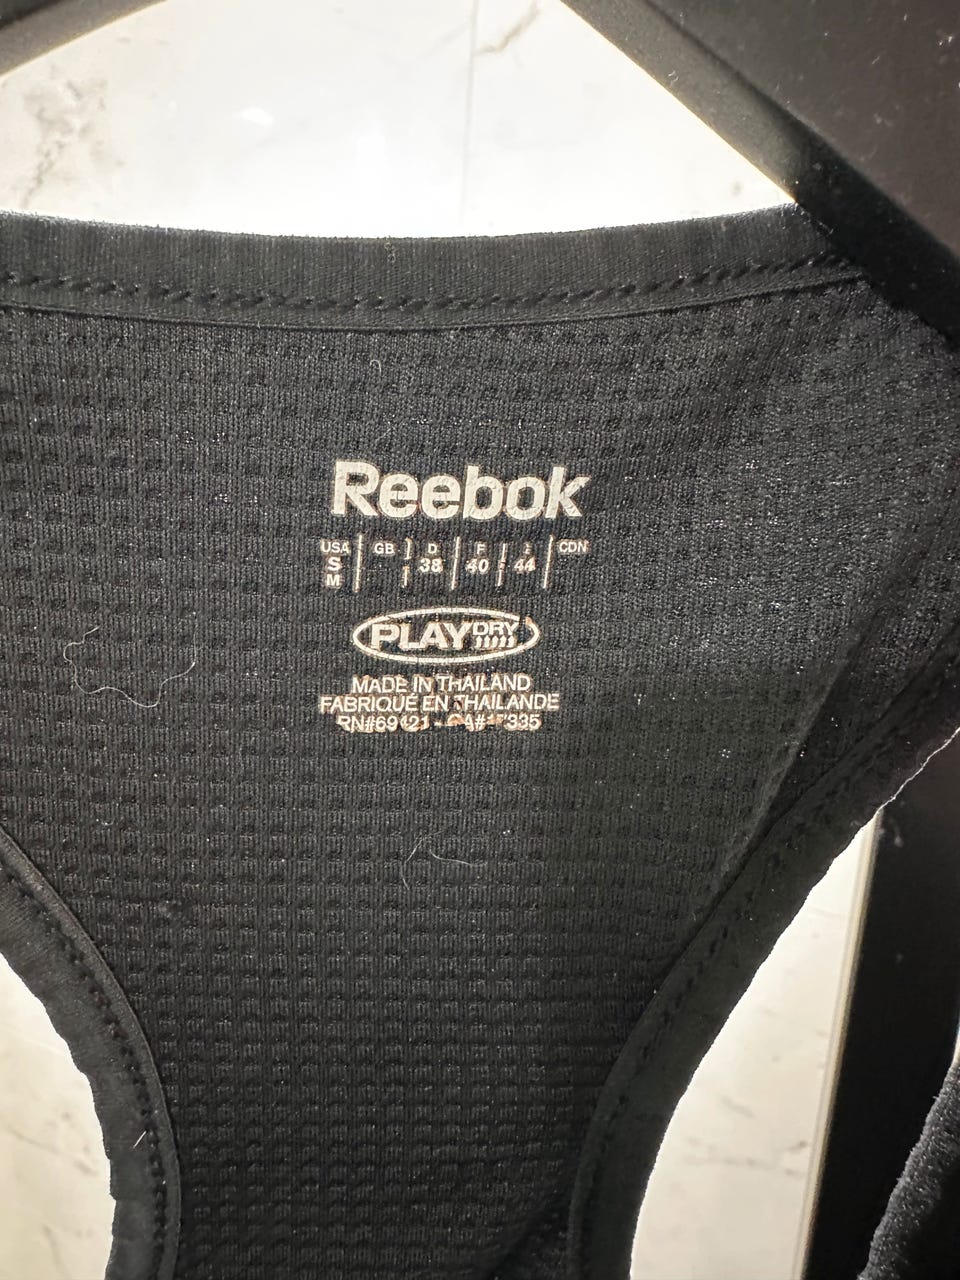 Reebok
USA GB D F I CDN
S 38 40 44
M
PLAYDRY
MADE IN THAILAND
FABRIQUÉ EN THAILANDE